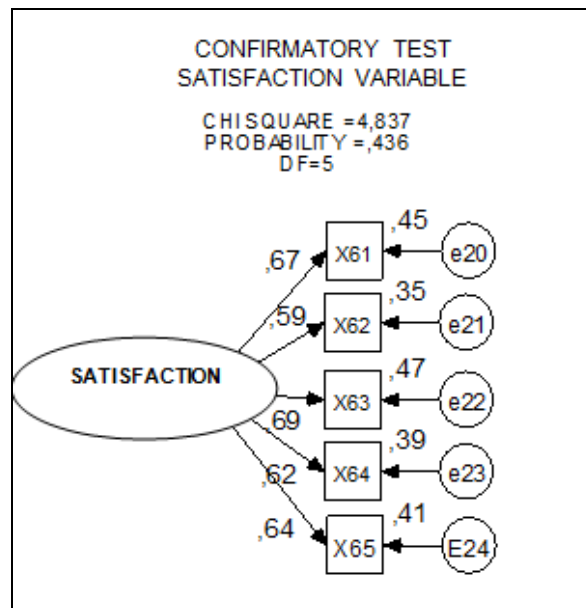 CONFIRMATORY TEST
SATISFACTION VARIABLE
CHISQUARE =4,837
PROBABILITY =,436
DF=5
,45
X61
e20
,67
,35
X62
e21
,59
,47
SATISFACTION
X63
e22
,69
,39
X64
e23
,62
,41
,64
X65
E24